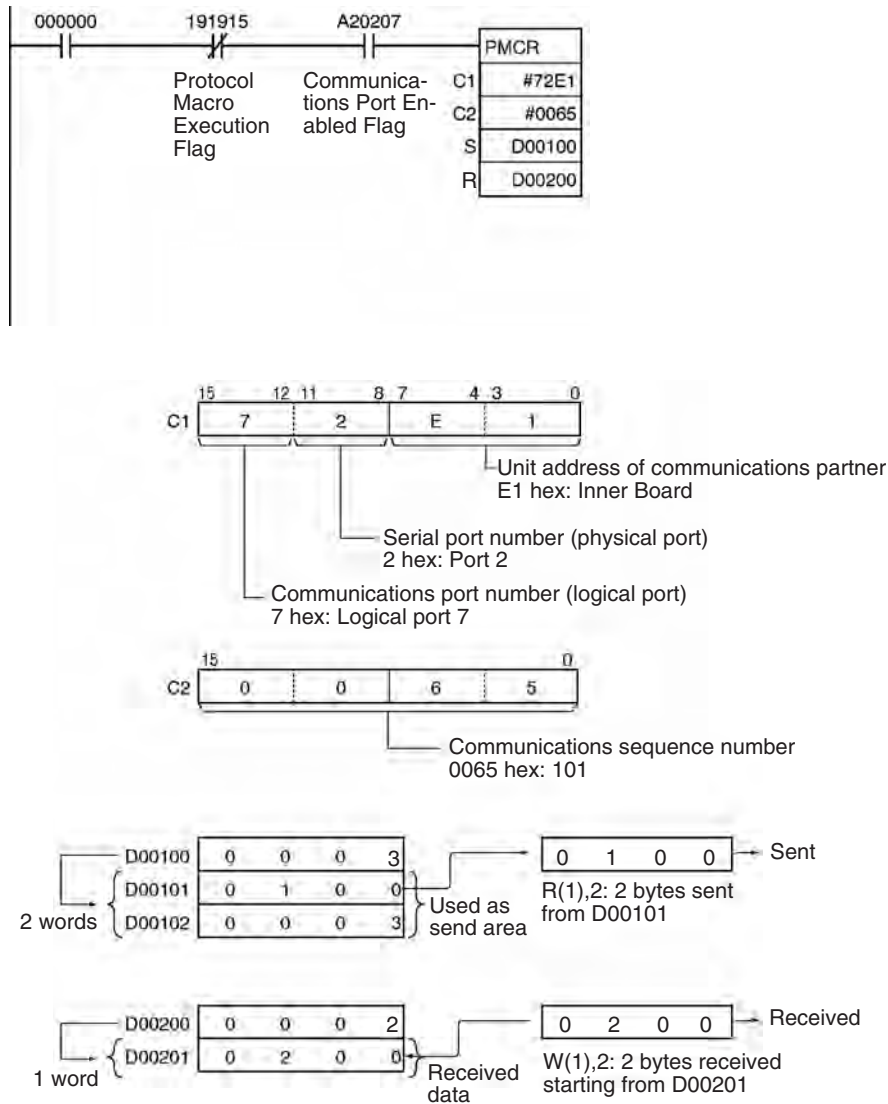 000000 191915 A20207
PMCR
Protocol
Macro
Execution
Flag
Communica-
tions Port En-
abled Flag
C1 #72E1
C2 #0065
S D00100
R D00200
15 12 11 8 7 4 3 0
C1 7 2 E 1
Unit address of communications partner
E1 hex: Inner Board
Serial port number (physical port)
2 hex: Port 2
Communications port number (logical port)
7 hex: Logical port 7
15 0
C2 0 0 6 5
Communications sequence number
0065 hex: 101
D00100 0 0 0 3
D00101 0 1 0 0
D00102 0 0 0 3
2 words
Used as
send area
0 1 0 0 Sent
R(1),2: 2 bytes sent
from D00101
D00200 0 0 0 2
D00201 0 2 0 0
1 word
Received
data
0 2 0 0 Received
W(1),2: 2 bytes received
starting from D00201